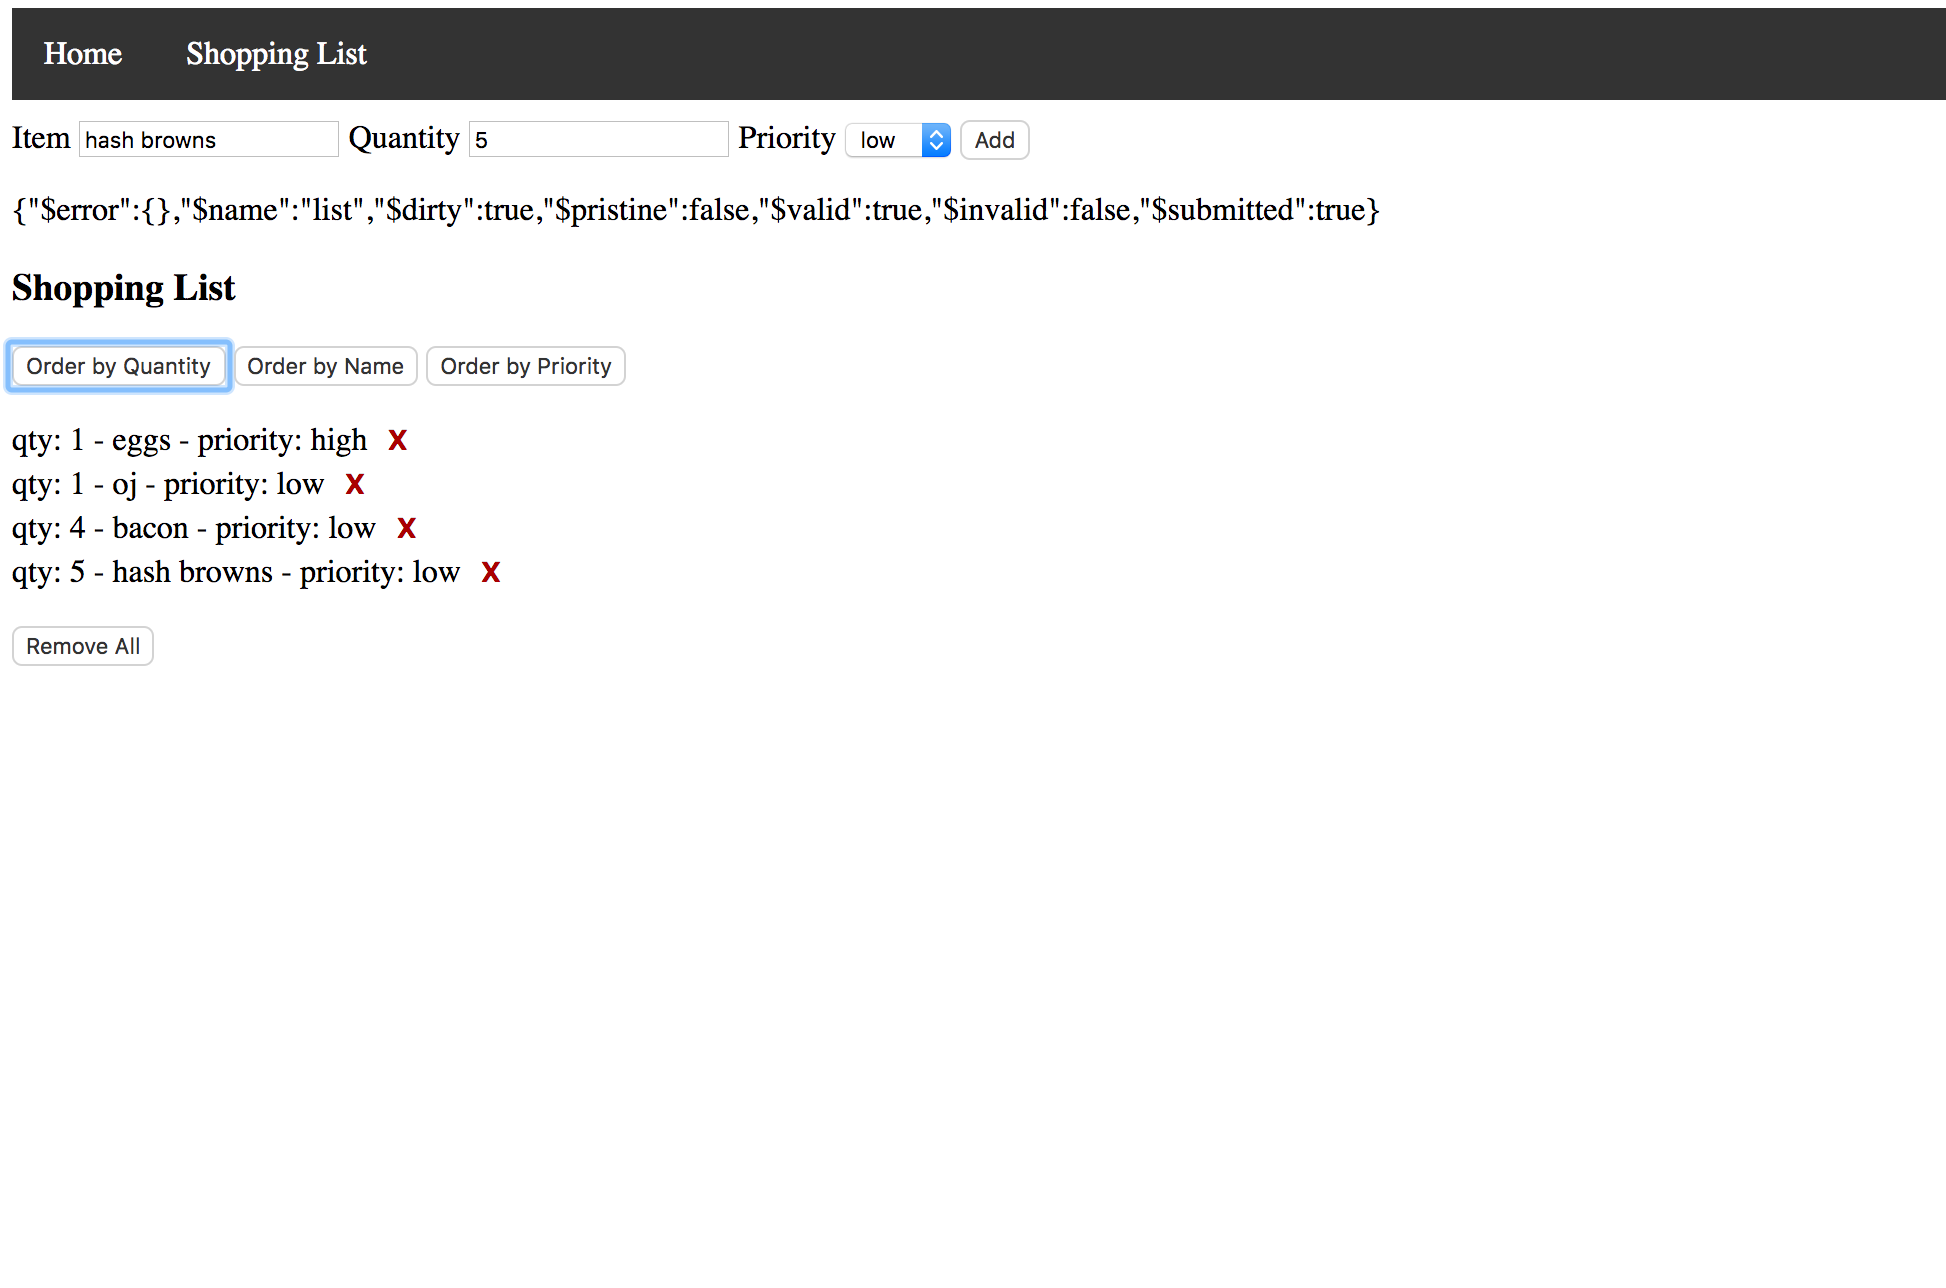 Home Shopping List
Item hash browns Quantity 5 Priority low Add
{"$error":{},"$name":"list","$dirty":true,"$pristine":false,"$valid":true,"$invalid":false,"$submitted":true}
Shopping List
Order by Quantity Order by Name Order by Priority
qty: 1 - eggs - priority: high X
qty: 1 - oj - priority: low X
qty: 4 - bacon - priority: low X
qty: 5 - hash browns - priority: low X
Remove All